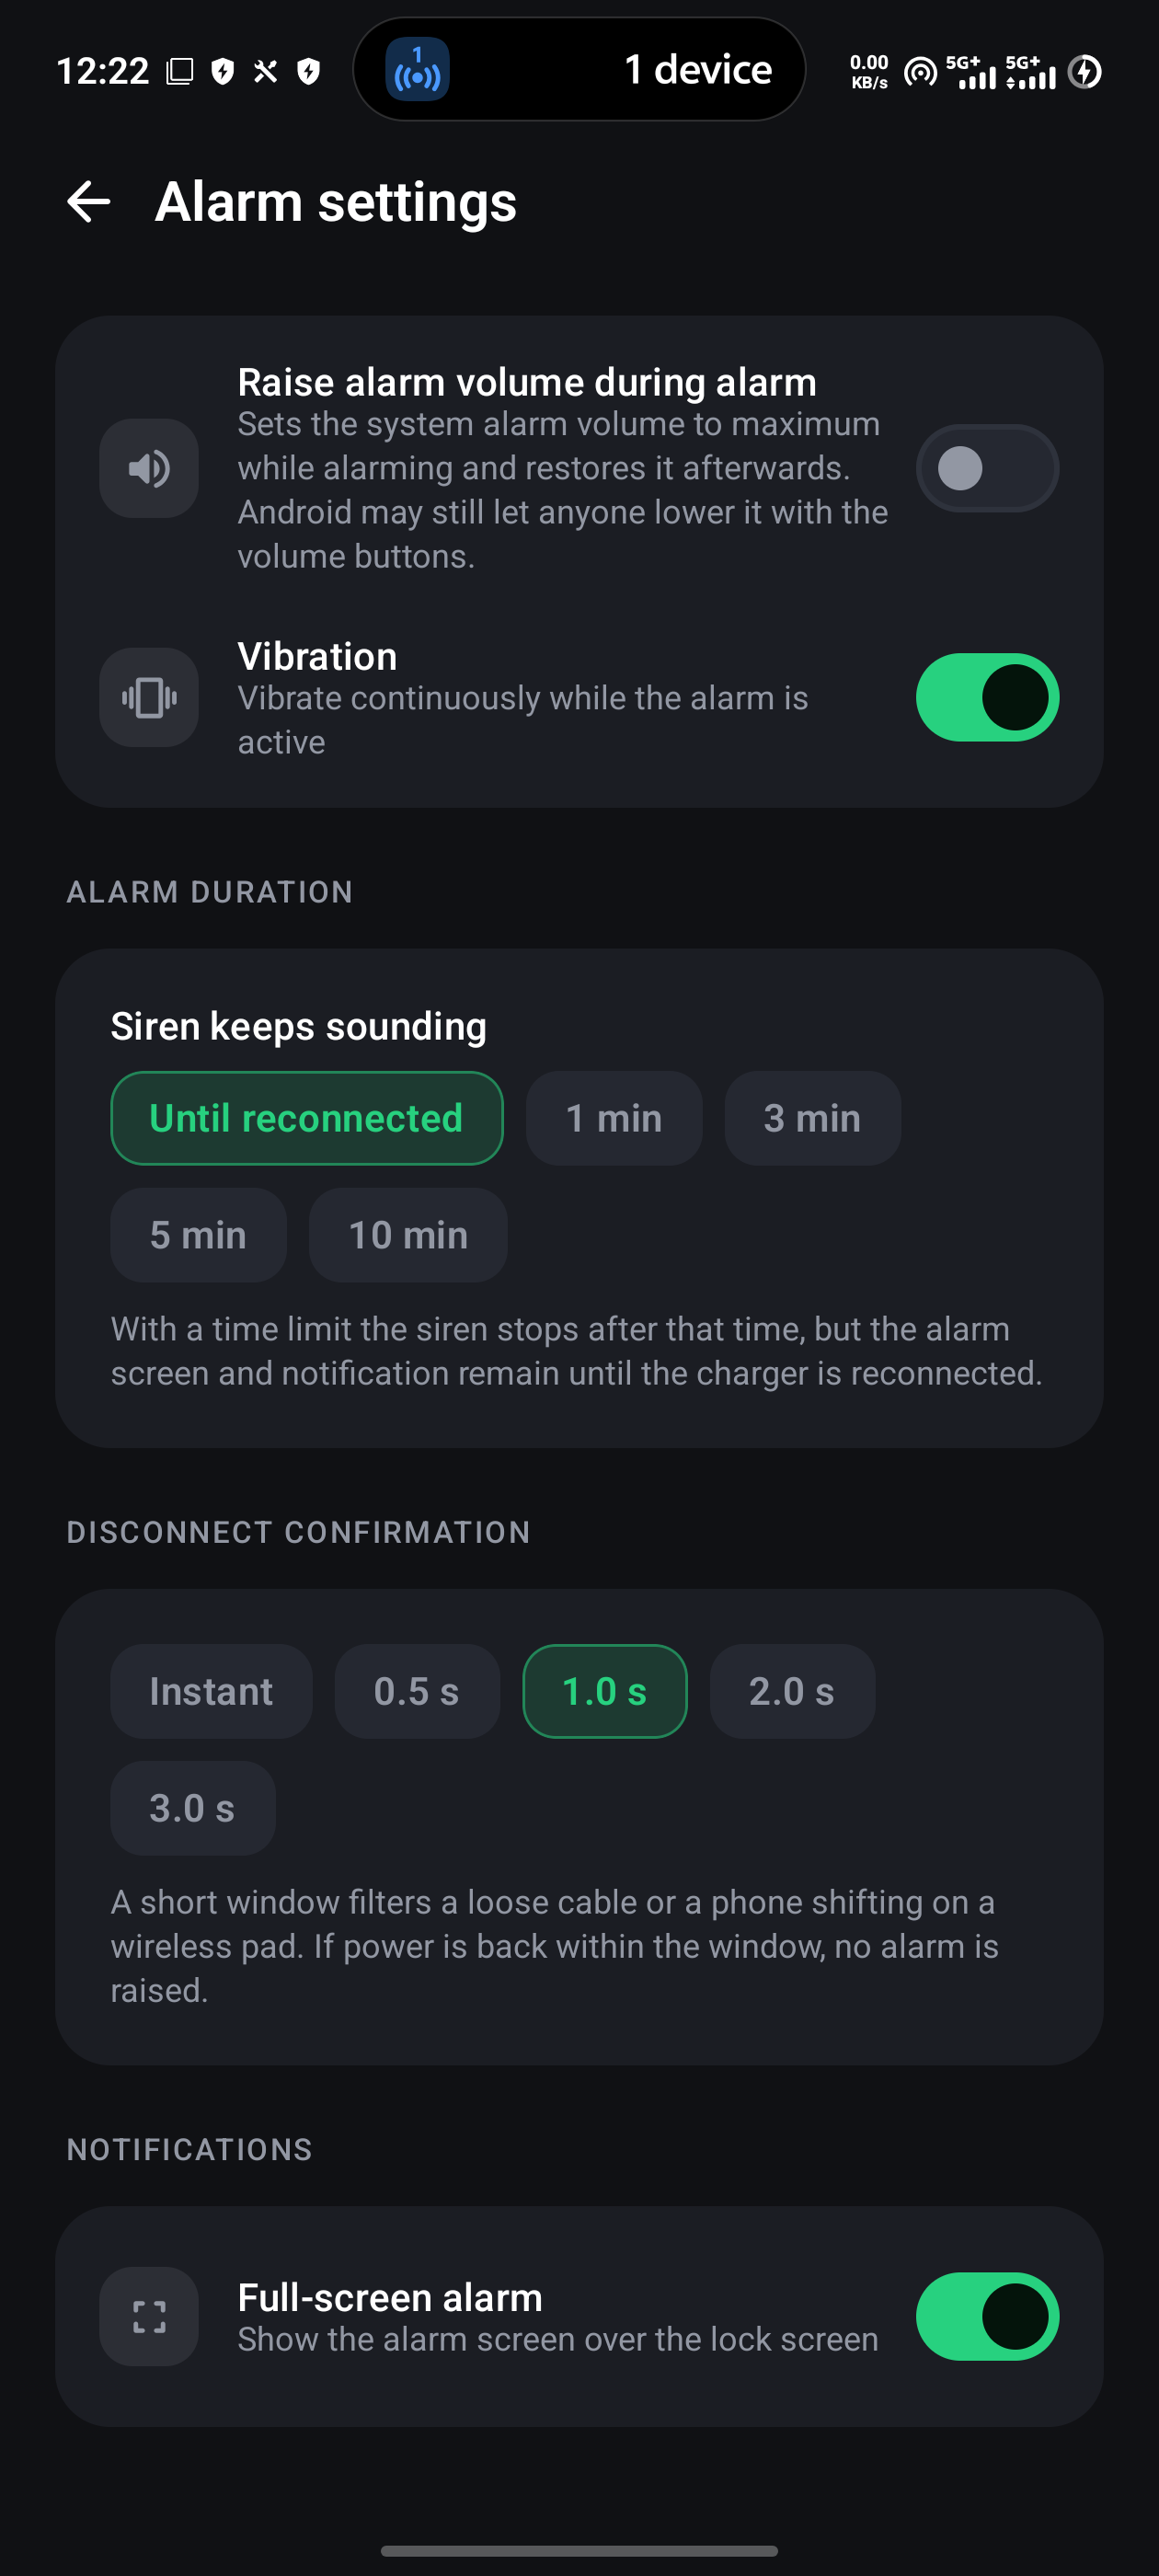 12:22
1
1 device
0.00
KB/s
5G+
5G+
Alarm settings
Raise alarm volume during alarm
Sets the system alarm volume to maximum
while alarming and restores it afterwards.
Android may still let anyone lower it with the
volume buttons.
Vibration
Vibrate continuously while the alarm is
active
ALARM DURATION
Siren keeps sounding
Until reconnected
1 min
3 min
5 min
10 min
With a time limit the siren stops after that time, but the alarm
screen and notification remain until the charger is reconnected.
DISCONNECT CONFIRMATION
Instant
0.5 s
1.0 s
2.0 s
3.0 s
A short window filters a loose cable or a phone shifting on a
wireless pad. If power is back within the window, no alarm is
raised.
NOTIFICATIONS
Full-screen alarm
Show the alarm screen over the lock screen